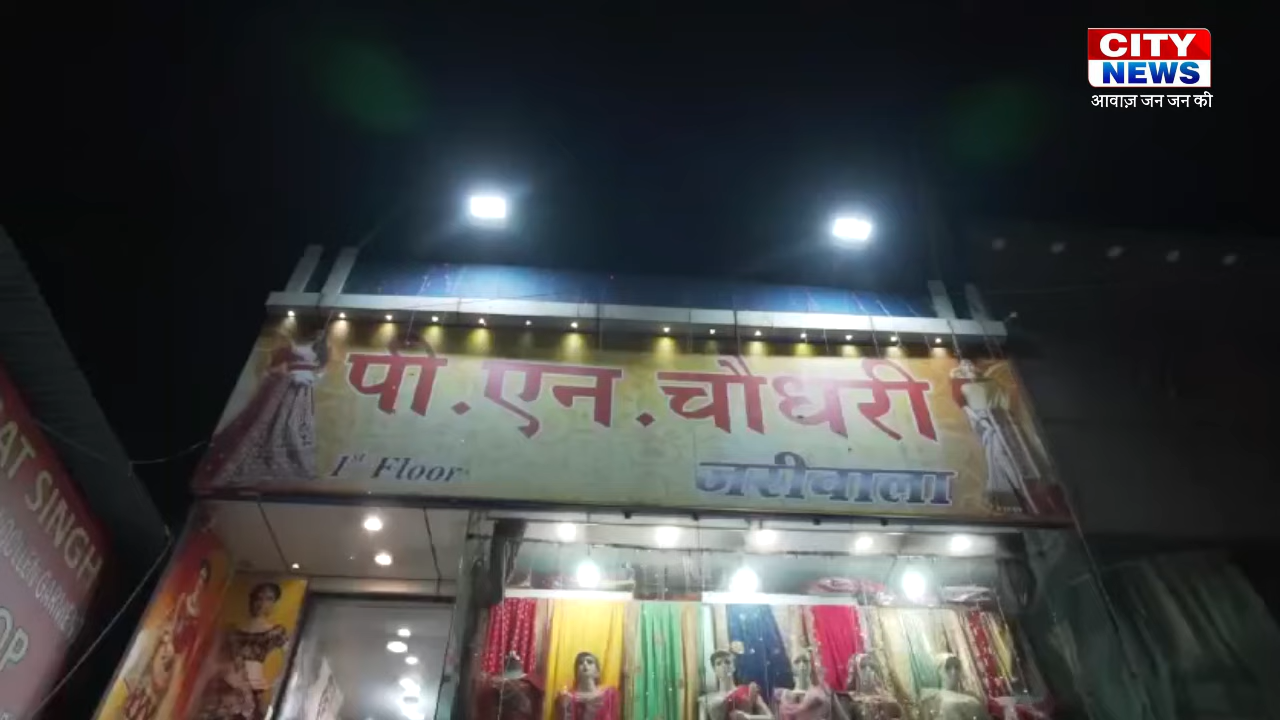 CITY
NEWS
आवाज़ जन जन की
पी.एन.चौधरी
1st Floor
जरीवाला
AT SINGH
OP